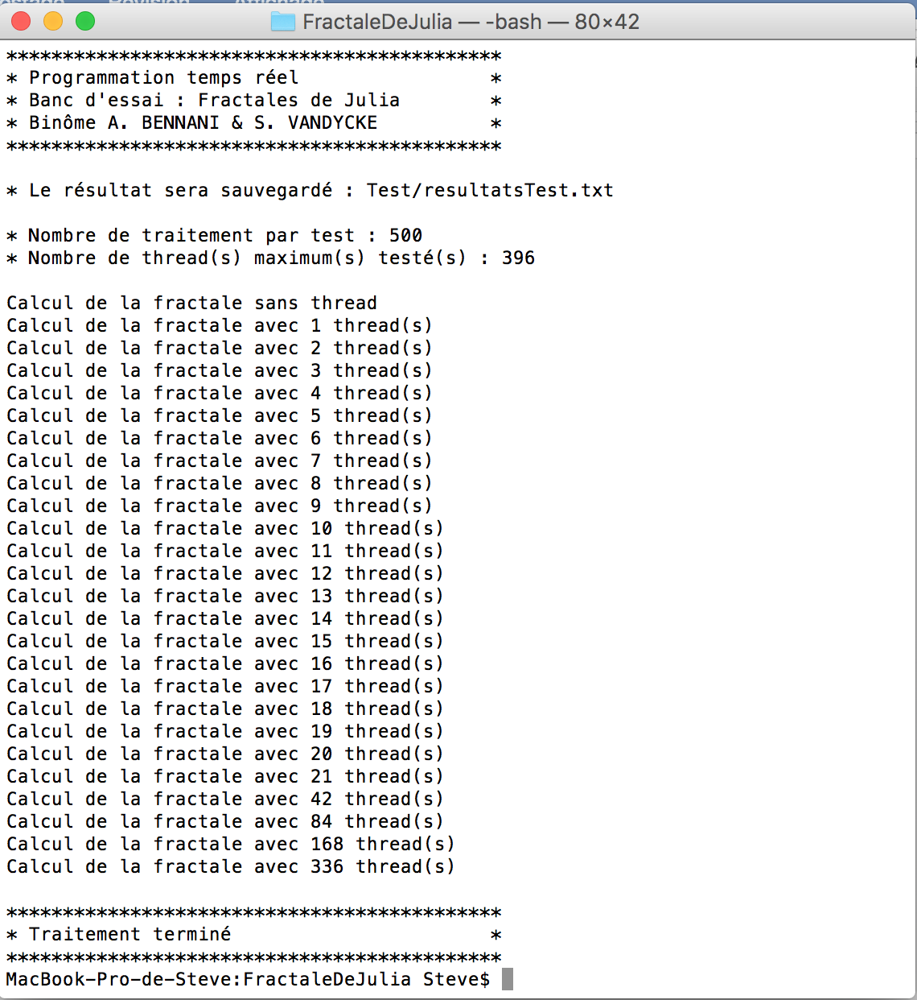 FractaleDeJulia — -bash — 80×42
********************************************
* Programmation temps réel                 *
* Banc d'essai : Fractales de Julia        *
* Binôme A. BENNANI & S. VANDYCKE          *
********************************************
* Le résultat sera sauvegardé : Test/resultatsTest.txt
* Nombre de traitement par test : 500
* Nombre de thread(s) maximum(s) testé(s) : 396
Calcul de la fractale sans thread
Calcul de la fractale avec 1 thread(s)
Calcul de la fractale avec 2 thread(s)
Calcul de la fractale avec 3 thread(s)
Calcul de la fractale avec 4 thread(s)
Calcul de la fractale avec 5 thread(s)
Calcul de la fractale avec 6 thread(s)
Calcul de la fractale avec 7 thread(s)
Calcul de la fractale avec 8 thread(s)
Calcul de la fractale avec 9 thread(s)
Calcul de la fractale avec 10 thread(s)
Calcul de la fractale avec 11 thread(s)
Calcul de la fractale avec 12 thread(s)
Calcul de la fractale avec 13 thread(s)
Calcul de la fractale avec 14 thread(s)
Calcul de la fractale avec 15 thread(s)
Calcul de la fractale avec 16 thread(s)
Calcul de la fractale avec 17 thread(s)
Calcul de la fractale avec 18 thread(s)
Calcul de la fractale avec 19 thread(s)
Calcul de la fractale avec 20 thread(s)
Calcul de la fractale avec 21 thread(s)
Calcul de la fractale avec 42 thread(s)
Calcul de la fractale avec 84 thread(s)
Calcul de la fractale avec 168 thread(s)
Calcul de la fractale avec 336 thread(s)
********************************************
* Traitement terminé                       *
********************************************
MacBook-Pro-de-Steve:FractaleDeJulia Steve$